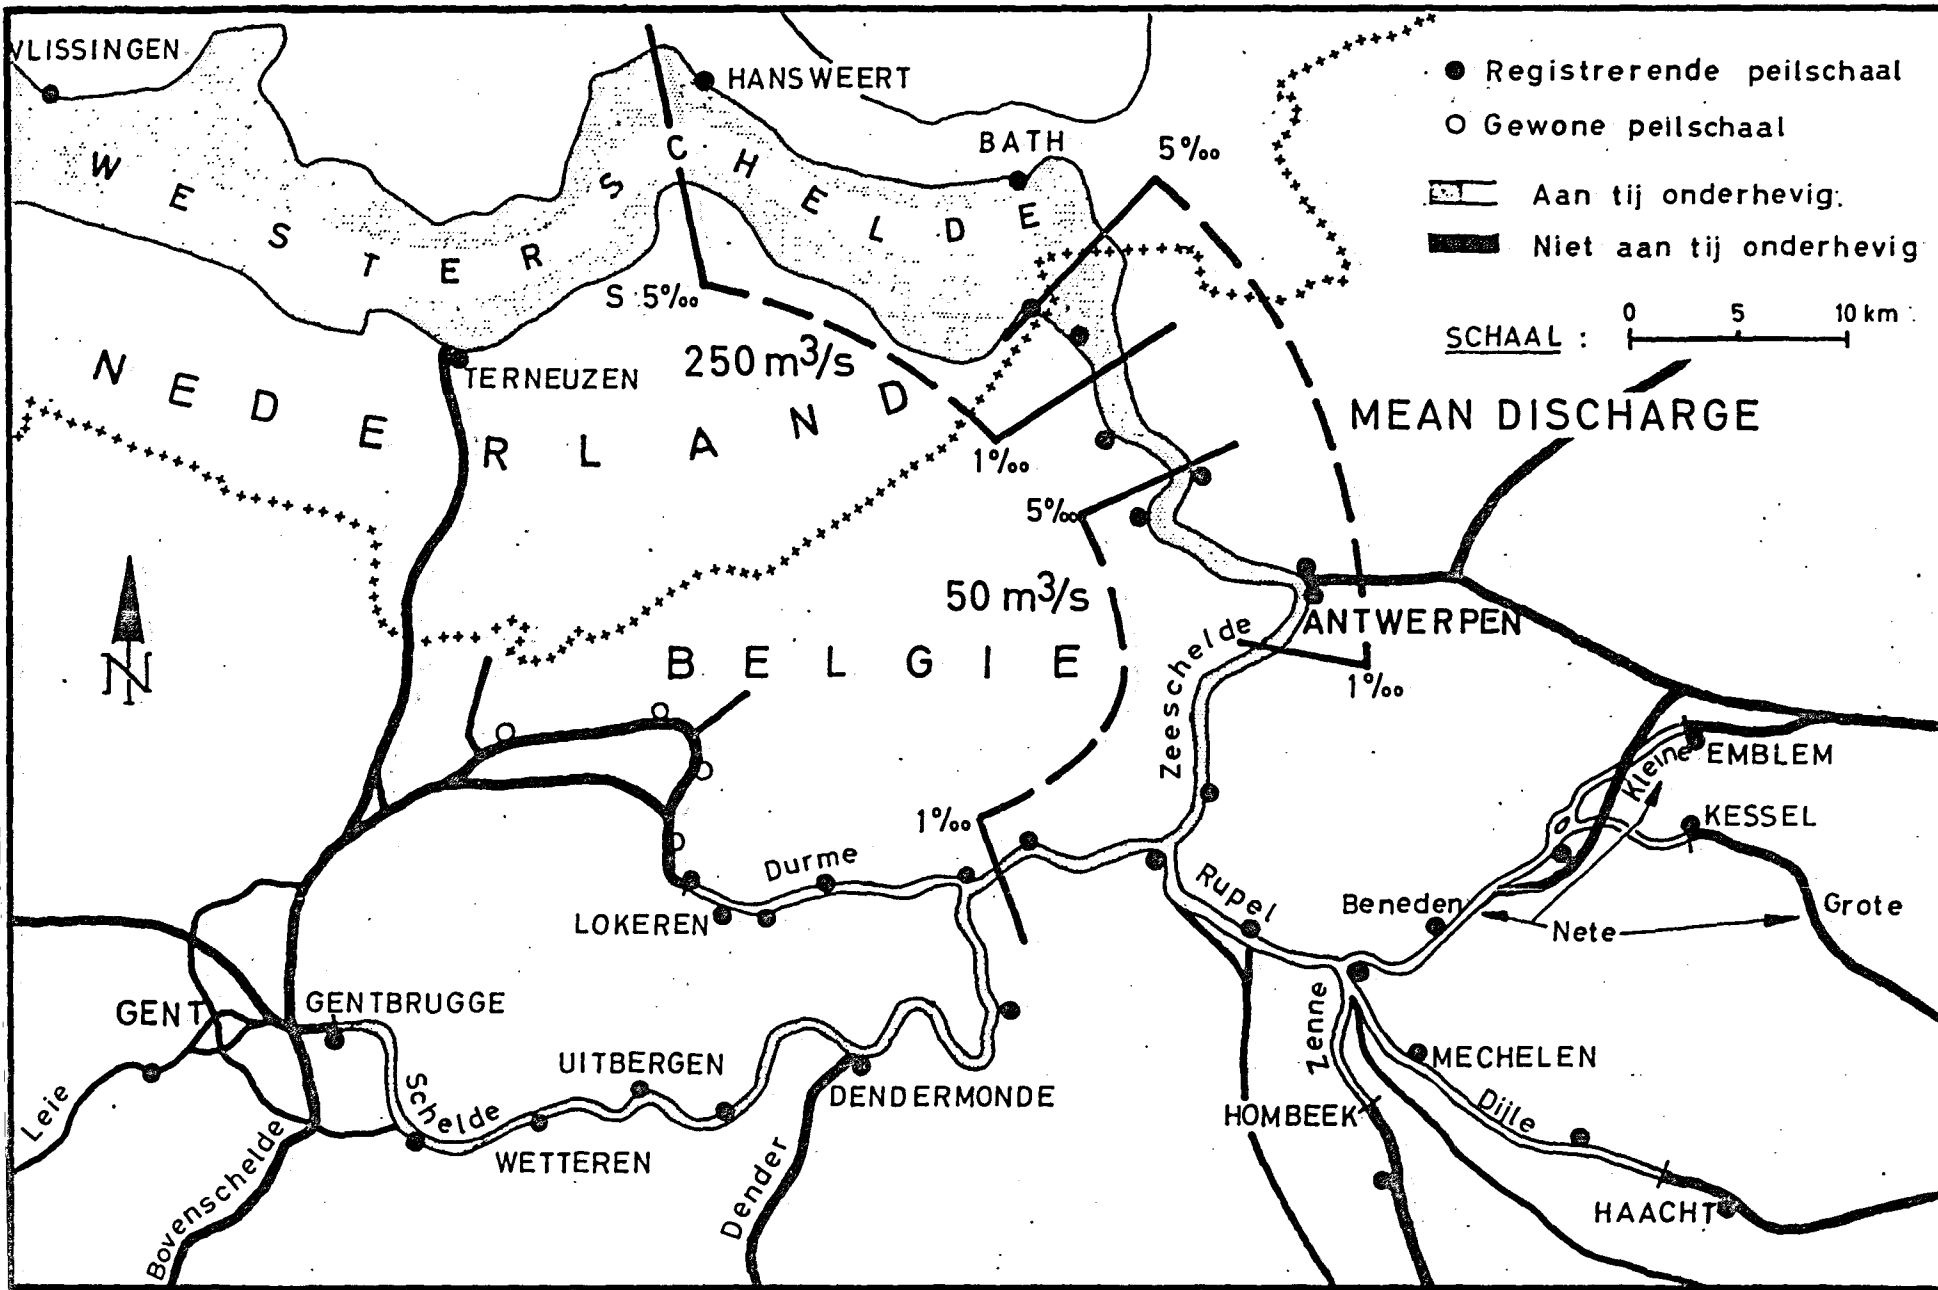 VLISSINGEN
HANSWEERT
BATH
5‰
Registrerende peilschaal
Gewone peilschaal
Aan tij onderhevig.
Niet aan tij onderhevig
SCHAAL :
0 5 10 km
WESTERSCHELDE
S 5‰
250 m³/s
TERNEUZEN
NEDERLAND
1‰
MEAN DISCHARGE
5‰
50 m³/s
N
BELGIE
ANTWERPEN
Zeeschelde
1‰
Kleine
EMBLEM
KESSEL
1‰
Durme
LOKEREN
Rupel
Beneden
Nete
Grote
GENT
GENTBRUGGE
Zenne
UITBERGEN
DENDERMONDE
MECHELEN
Schelde
Leie
Dijle
HOMBEEK
WETTEREN
Bovenschelde
Dender
HAACHT